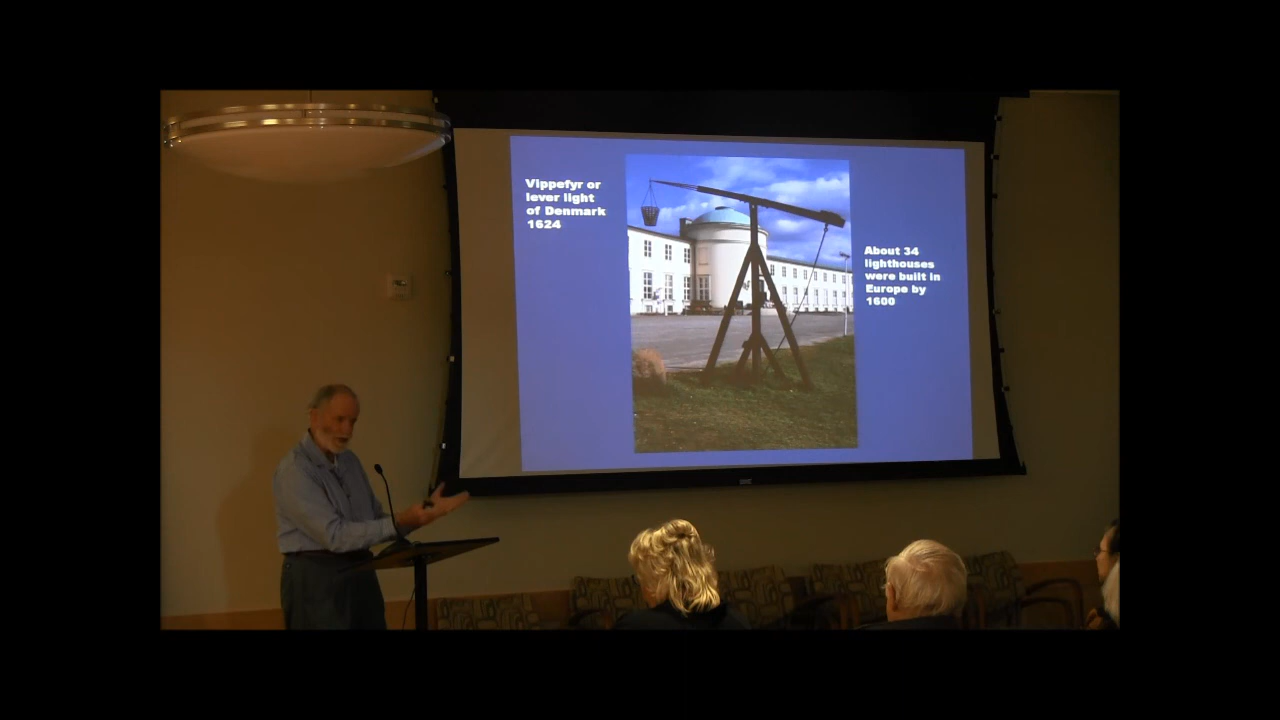 Vippefyr or
lever light
of Denmark
1624
About 34
lighthouses
were built in
Europe by
1600